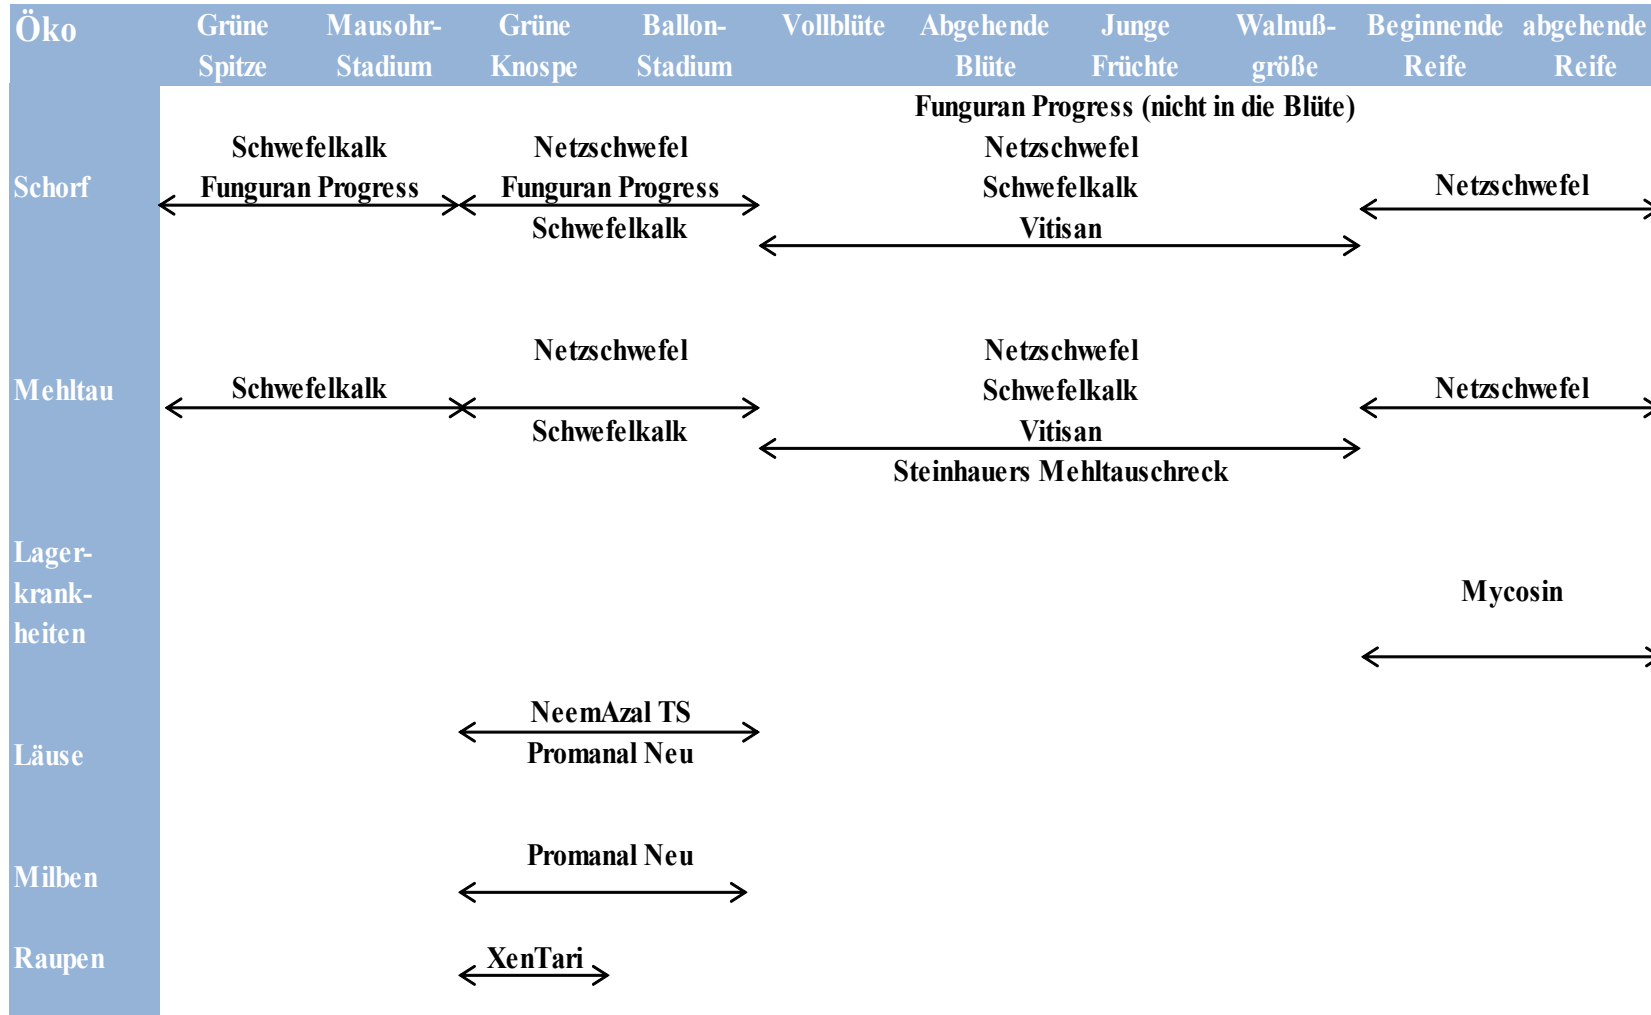 Öko Grüne Mausohr- Grüne Ballon- Vollblüte Abgehende Junge Walnuß- Beginnende abgehende
Spitze Stadium Knospe Stadium Blüte Früchte größe Reife Reife
Funguran Progress (nicht in die Blüte)
Schwefelkalk Netzschwefel Netzschwefel
Schorf Funguran Progress Funguran Progress Schwefelkalk Netzschwefel
Schwefelkalk Vitisan
Netzschwefel Netzschwefel
Mehltau Schwefelkalk Schwefelkalk Netzschwefel
Schwefelkalk Vitisan
Steinhauers Mehltauschreck
Lager-
krank- Mycosin
heiten
NeemAzal TS
Läuse Promanal Neu
Promanal Neu
Milben
Raupen XenTari